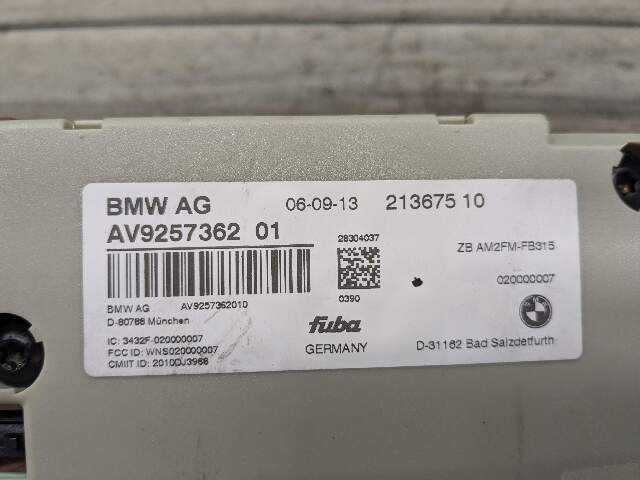 BMW AG 06-09-13 213675 10
AV9257362 01
28304037
ZB AM2FM-FB315
020000007
0390
BMW AG AV9257362010
D-80788 München
fuba
GERMANY
D-31162 Bad Salzdetfurth
IC: 3432F-020000007
FCC ID: WNS020000007
CMIIT ID: 2010DJ3968